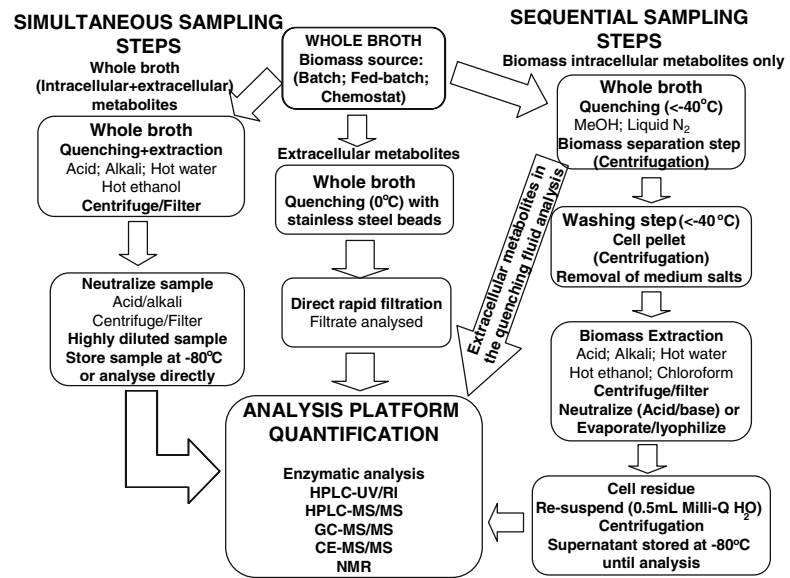 SIMULTANEOUS SAMPLING
STEPS
Whole broth
(Intracellular+extracellular)
metabolites
Whole broth
Quenching+extraction
Acid; Alkali; Hot water
Hot ethanol
Centrifuge/Filter
Neutralize sample
Acid/alkali
Centrifuge/Filter
Highly diluted sample
Store sample at -80°C
or analyse directly
WHOLE BROTH
Biomass source:
(Batch; Fed-batch;
Chemostat)
Extracellular metabolites
Whole broth
Quenching (0°C) with
stainless steel beads
Direct rapid filtration
Filtrate analysed
ANALYSIS PLATFORM
QUANTIFICATION
Enzymatic analysis
HPLC-UV/RI
HPLC-MS/MS
GC-MS/MS
CE-MS/MS
NMR
Extracellular metabolites in
the quenching fluid analysis
SEQUENTIAL SAMPLING
STEPS
Biomass intracellular metabolites only
Whole broth
Quenching (<-40°C)
MeOH; Liquid N₂
Biomass separation step
(Centrifugation)
Washing step (<-40°C)
Cell pellet
(Centrifugation)
Removal of medium salts
Biomass Extraction
Acid; Alkali; Hot water
Hot ethanol; Chloroform
Centrifuge/filter
Neutralize (Acid/base) or
Evaporate/lyophilize
Cell residue
Re-suspend (0.5mL Milli-Q H₂O)
Centrifugation
Supernatant stored at -80°C
until analysis